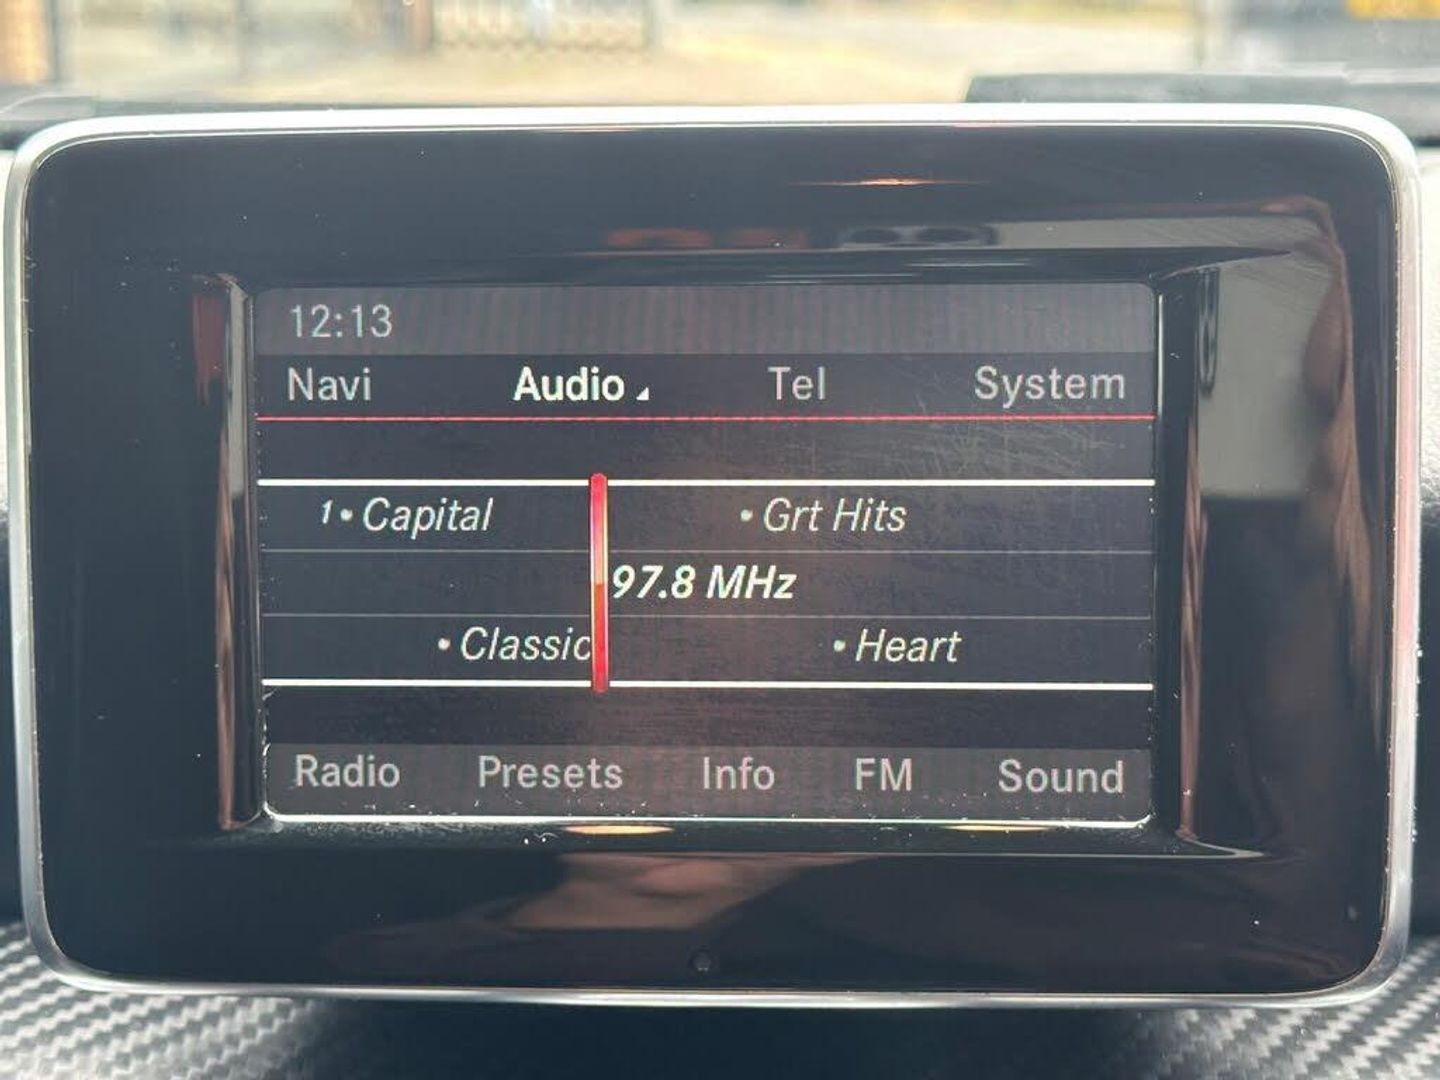 12:13
Navi Audio Tel System
1 • Capital • Grt Hits
97.8 MHz
• Classic • Heart
Radio Presets Info FM Sound